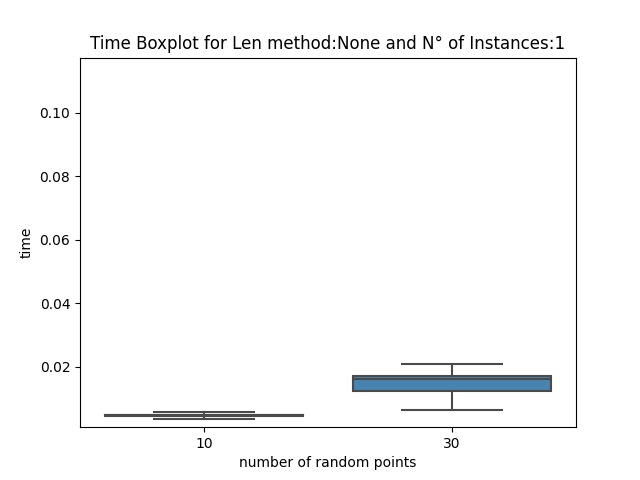 Time Boxplot for Len method:None and N° of Instances:1
0.10
0.08
0.06
0.04
0.02
time
10 30
number of random points